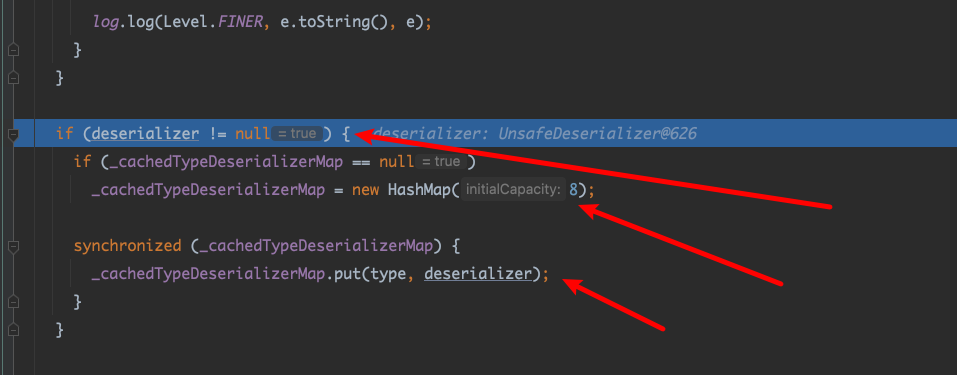 log.log(Level.FINER, e.toString(), e);
}
}
if (deserializer != null = true ) { deserializer: UnsafeDeserializer@626
if (_cachedTypeDeserializerMap == null = true )
_cachedTypeDeserializerMap = new HashMap( initialCapacity: 8);
synchronized (_cachedTypeDeserializerMap) {
_cachedTypeDeserializerMap.put(type, deserializer);
}
}